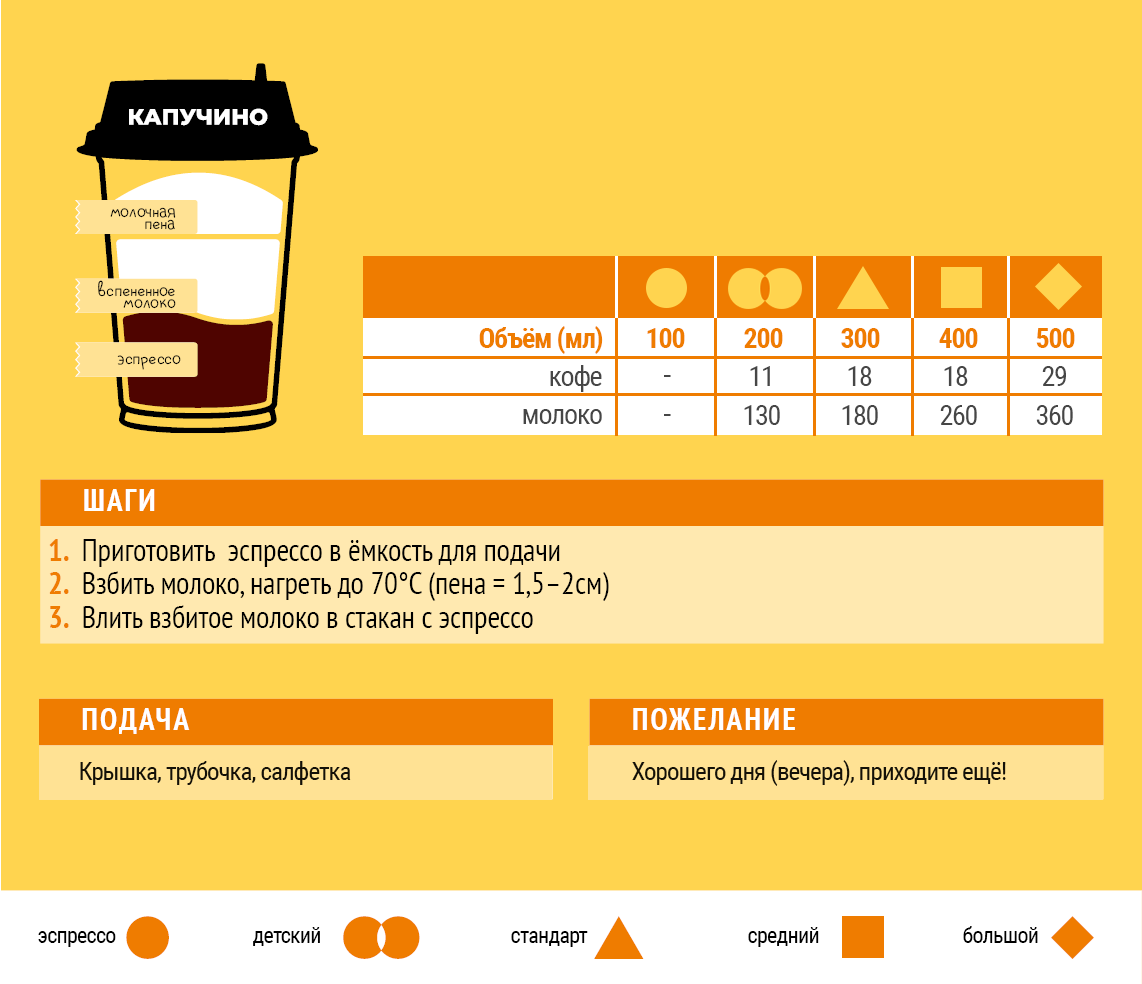 КАПУЧИНО
молочная
пена
вспененное
молоко
эспрессо
Объём (мл) 100 200 300 400 500
кофе - 11 18 18 29
молоко - 130 180 260 360
ШАГИ
1. Приготовить эспрессо в ёмкость для подачи
2. Взбить молоко, нагреть до 70°С (пена = 1,5–2см)
3. Влить взбитое молоко в стакан с эспрессо
ПОДАЧА
Крышка, трубочка, салфетка
ПОЖЕЛАНИЕ
Хорошего дня (вечера), приходите ещё!
эспрессо детский стандарт средний большой